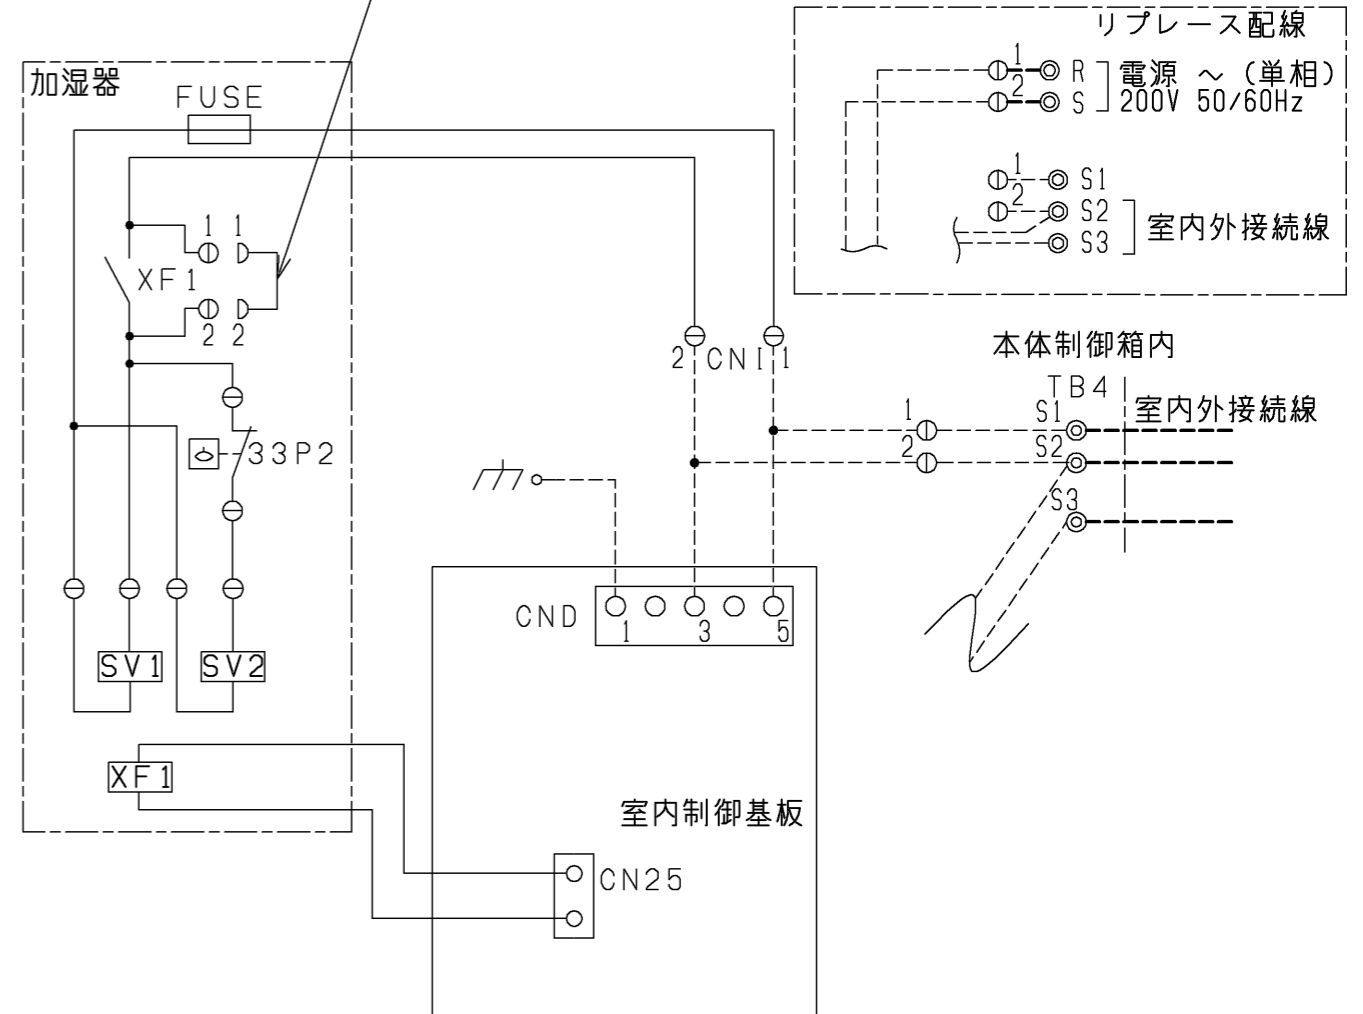 リプレース配線
1
R
電源 ～ (単相)
2
S
200V 50/60Hz
加湿器
FUSE
1
S1
2
S2
室内外接続線
S3
1 1
XF1
2 2
2 CNI 1
本体制御箱内
TB4
1
S1
室内外接続線
2
S2
33P2
S3
CND
1 3 5
SV1
SV2
XF1
室内制御基板
CN25